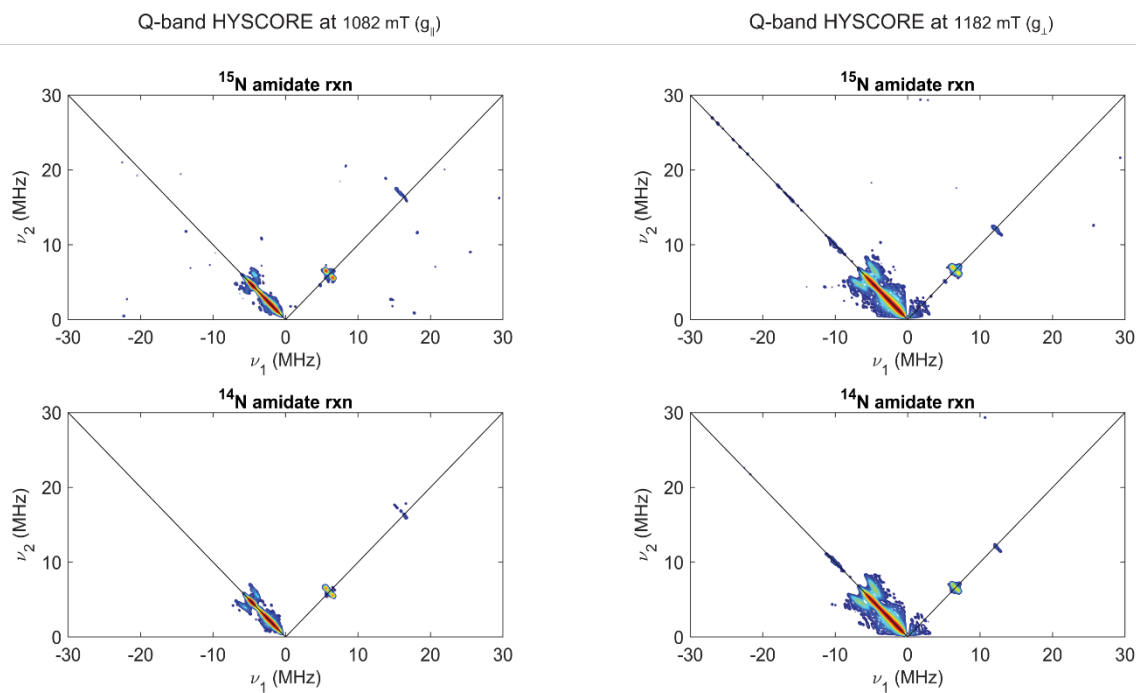 Q-band HYSCORE at 1082 mT (g∥)
Q-band HYSCORE at 1182 mT (g⊥)
15N amidate rxn
30
20
10
0
-30 -20 -10 0 10 20 30
ν2 (MHz)
ν1 (MHz)
15N amidate rxn
30
20
10
0
-30 -20 -10 0 10 20 30
ν2 (MHz)
ν1 (MHz)
14N amidate rxn
30
20
10
0
-30 -20 -10 0 10 20 30
ν2 (MHz)
ν1 (MHz)
14N amidate rxn
30
20
10
0
-30 -20 -10 0 10 20 30
ν2 (MHz)
ν1 (MHz)